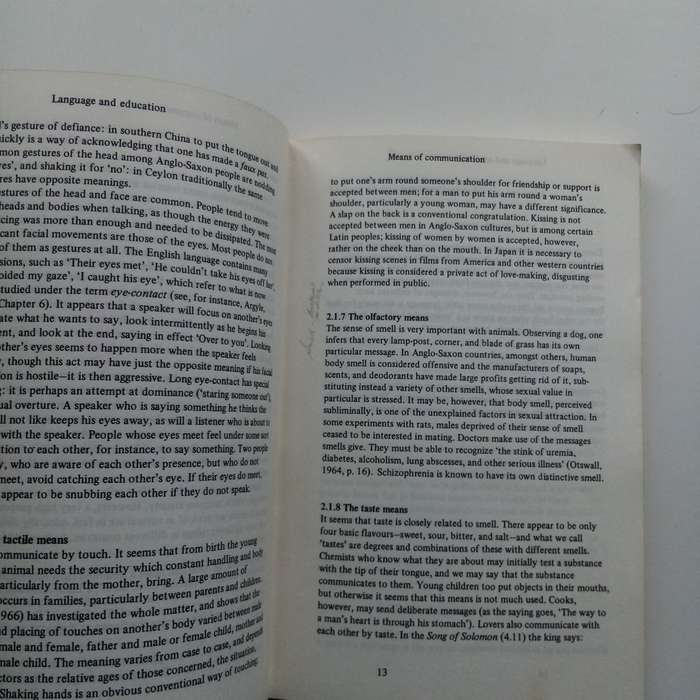 Language and education
's gesture of defiance: in southern China to put the tongue out and
quickly is a way of acknowledging that one has made a faux pas.
mon gestures of the head among Anglo-Saxon people are nodding
', and shaking it for 'no': in Ceylon traditionally the same
res have opposite meanings.
stures of the head and face are common. People tend to move
heads and bodies when talking, as though the energy they were
cing was more than enough and needed to be dissipated. The most
cant facial movements are those of the eyes. Most people do not
of them as gestures at all. The English language contains many
sions, such as 'Their eyes met', 'He couldn't take his eyes off her',
oided my gaze', 'I caught his eye', which refer to what is now
studied under the term eye-contact (see, for instance, Argyle,
Chapter 6). It appears that a speaker will focus on another's eyes
ate what he wants to say, look intermittently as he begins his
ent, and look at the end, saying in effect 'Over to you'. Looking
other's eyes seems to happen more when the speaker feels
, though this act may have just the opposite meaning if his facial
on is hostile—it is then aggressive. Long eye-contact has special
g: it is perhaps an attempt at dominance ('staring someone out'),
ual overture. A speaker who is saying something he thinks the
ll not like keeps his eyes away, as will a listener who is about to
with the speaker. People whose eyes meet feel under some sort
tion to each other, for instance, to say something. Two people
y, who are aware of each other's presence, but who do not
meet, avoid catching each other's eye. If their eyes do meet,
appear to be snubbing each other if they do not speak.
tactile means
ommunicate by touch. It seems that from birth the young
animal needs the security which constant handling and body
articularly from the mother, bring. A large amount of
occurs in families, particularly between parents and children.
966) has investigated the whole matter, and shows that the
d placing of touches on another's body varied between male
male and female, father and male or female child, mother and
male child. The meaning varies from case to case, and depends
ctors as the relative ages of those concerned, the situation,
Shaking hands is an obvious conventional way of touching,
Means of communication
to put one's arm round someone's shoulder for friendship or support is
accepted between men; for a man to put his arm round a woman's
shoulder, particularly a young woman, may have a different significance.
A slap on the back is a conventional congratulation. Kissing is not
accepted between men in Anglo-Saxon cultures, but is among certain
Latin peoples; kissing of women by women is accepted, however,
rather on the cheek than on the mouth. In Japan it is necessary to
censor kissing scenes in films from America and other western countries
because kissing is considered a private act of love-making, disgusting
when performed in public.
2.1.7 The olfactory means
The sense of smell is very important with animals. Observing a dog, one
infers that every lamp-post, corner, and blade of grass has its own
particular message. In Anglo-Saxon countries, amongst others, human
body smell is considered offensive and the manufacturers of soaps,
scents, and deodorants have made large profits getting rid of it, sub-
stituting instead a variety of other smells, whose sexual value in
particular is stressed. It may be, however, that body smell, perceived
subliminally, is one of the unexplained factors in sexual attraction. In
some experiments with rats, males deprived of their sense of smell
ceased to be interested in mating. Doctors make use of the messages
smells give. They must be able to recognize 'the stink of uremia,
diabetes, alcoholism, lung abscesses, and other serious illness' (Ostwall,
1964, p. 16). Schizophrenia is known to have its own distinctive smell.
2.1.8 The taste means
It seems that taste is closely related to smell. There appear to be only
four basic flavours—sweet, sour, bitter, and salt—and what we call
'tastes' are degrees and combinations of these with different smells.
Chemists who know what they are about may initially test a substance
with the tip of their tongue, and we may say that the substance
communicates to them. Young children too put objects in their mouths,
but otherwise it seems that this means is not much used. Cooks,
however, may send deliberate messages (as the saying goes, 'The way to
a man's heart is through his stomach'). Lovers also communicate with
each other by taste. In the Song of Solomon (4.11) the king says:
13